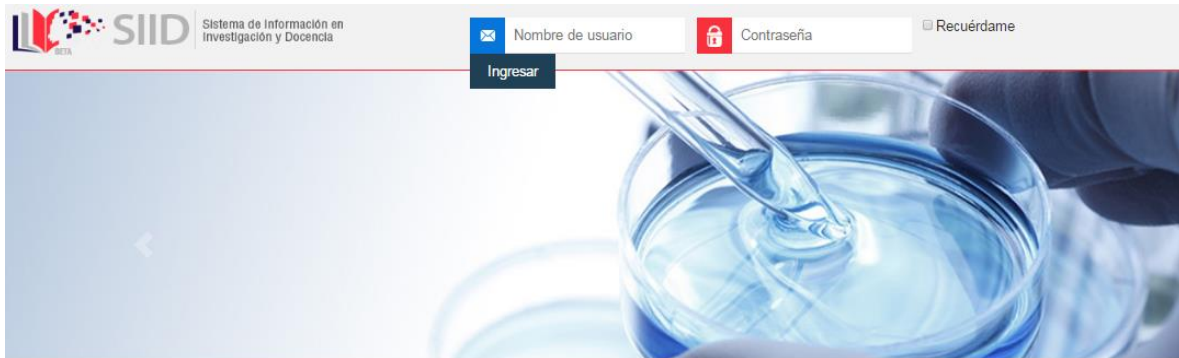 SIID
Sistema de Información en
Investigación y Docencia
BETA
Nombre de usuario
Contraseña
Recuérdame
Ingresar